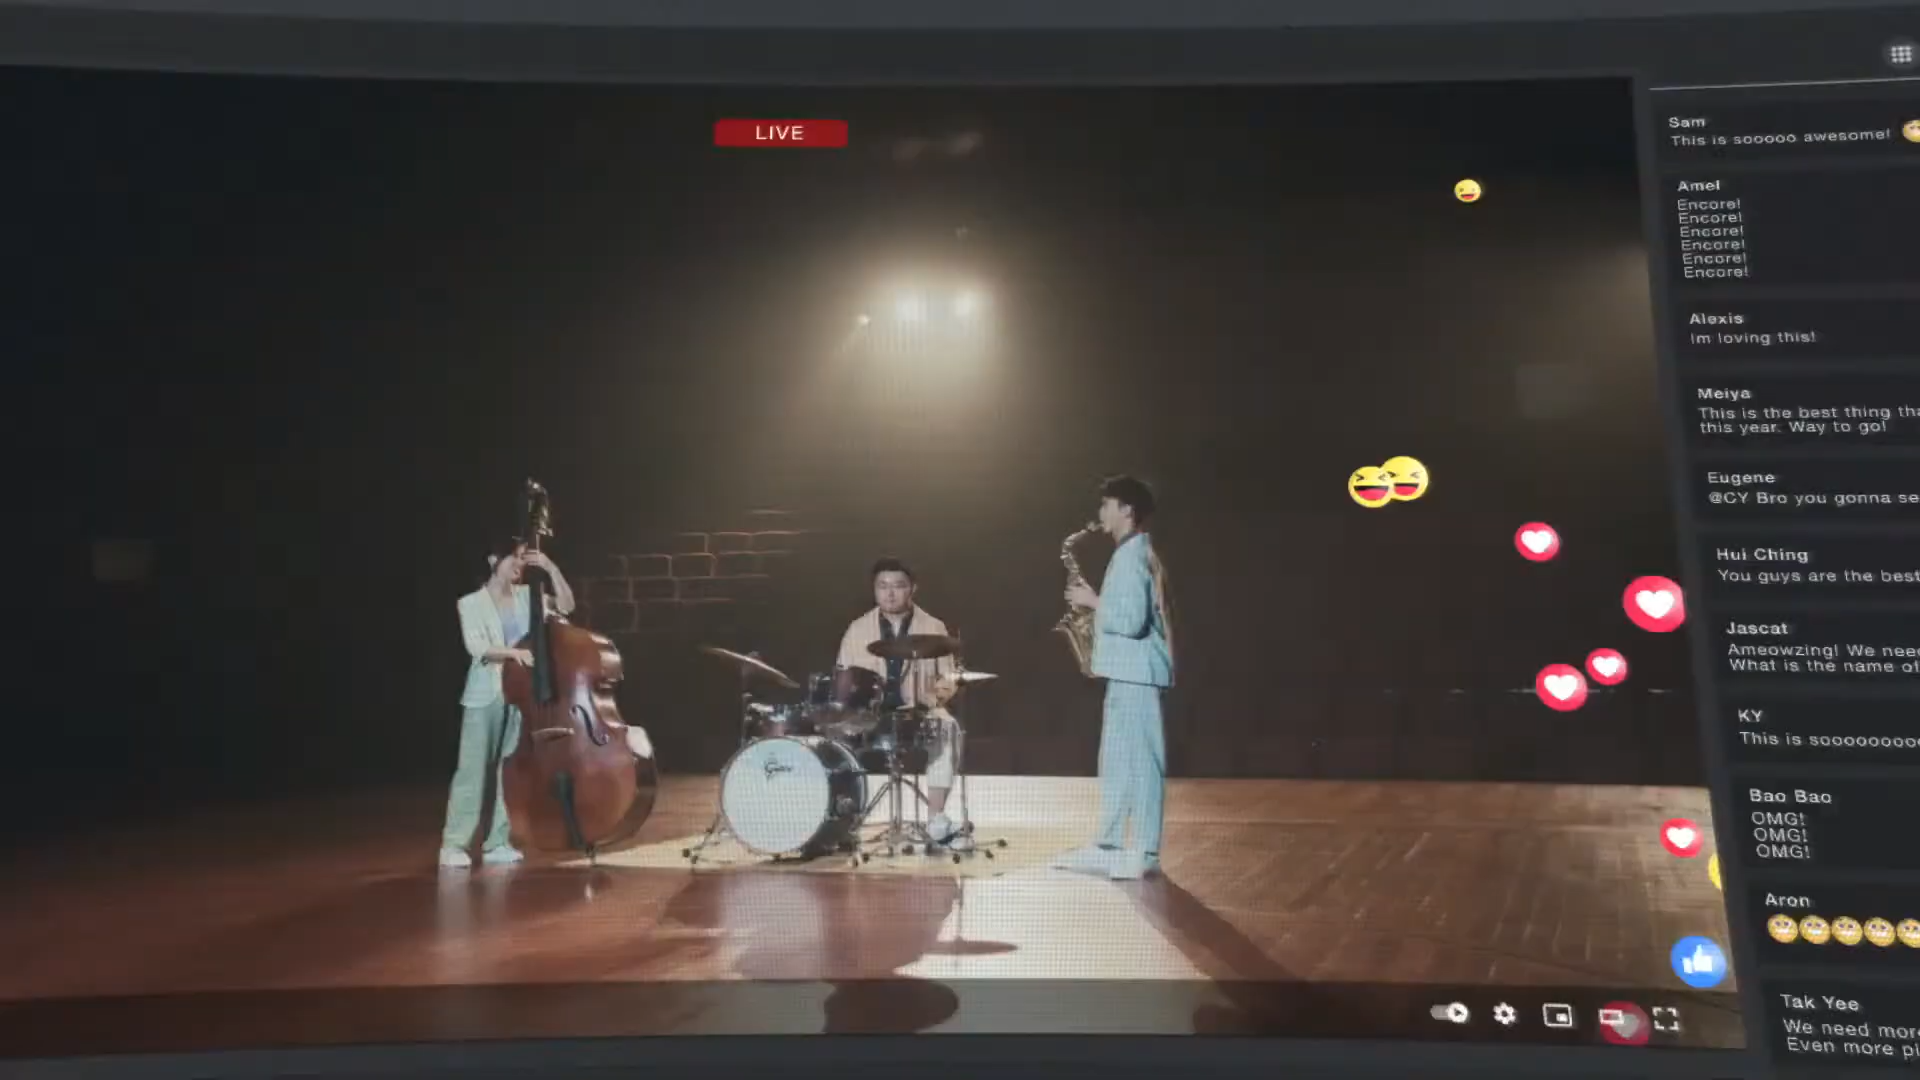 LIVE
Sam
This is sooooo awesome!
Amel
Encore!
Encore!
Encore!
Encore!
Encore!
Encore!
Alexis
Im loving this!
Meiya
This is the best thing
this year. Way to go!
Eugene
@CY Bro you gonna
Hui Ching
You guys are the best
Jascat
Ameowzing! We
What is the name
KY
This is
Bao Bao
OMG!
OMG!
OMG!
Aron
Tak Yee
We need
Even more